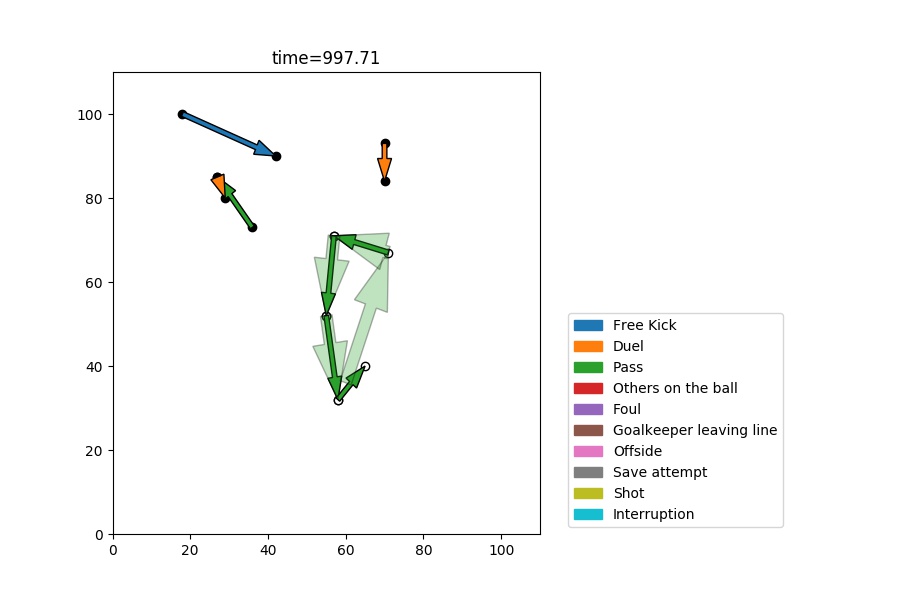 time=997.71
100
80
60
40
20
0
0 20 40 60 80 100
Free Kick
Duel
Pass
Others on the ball
Foul
Goalkeeper leaving line
Offside
Save attempt
Shot
Interruption